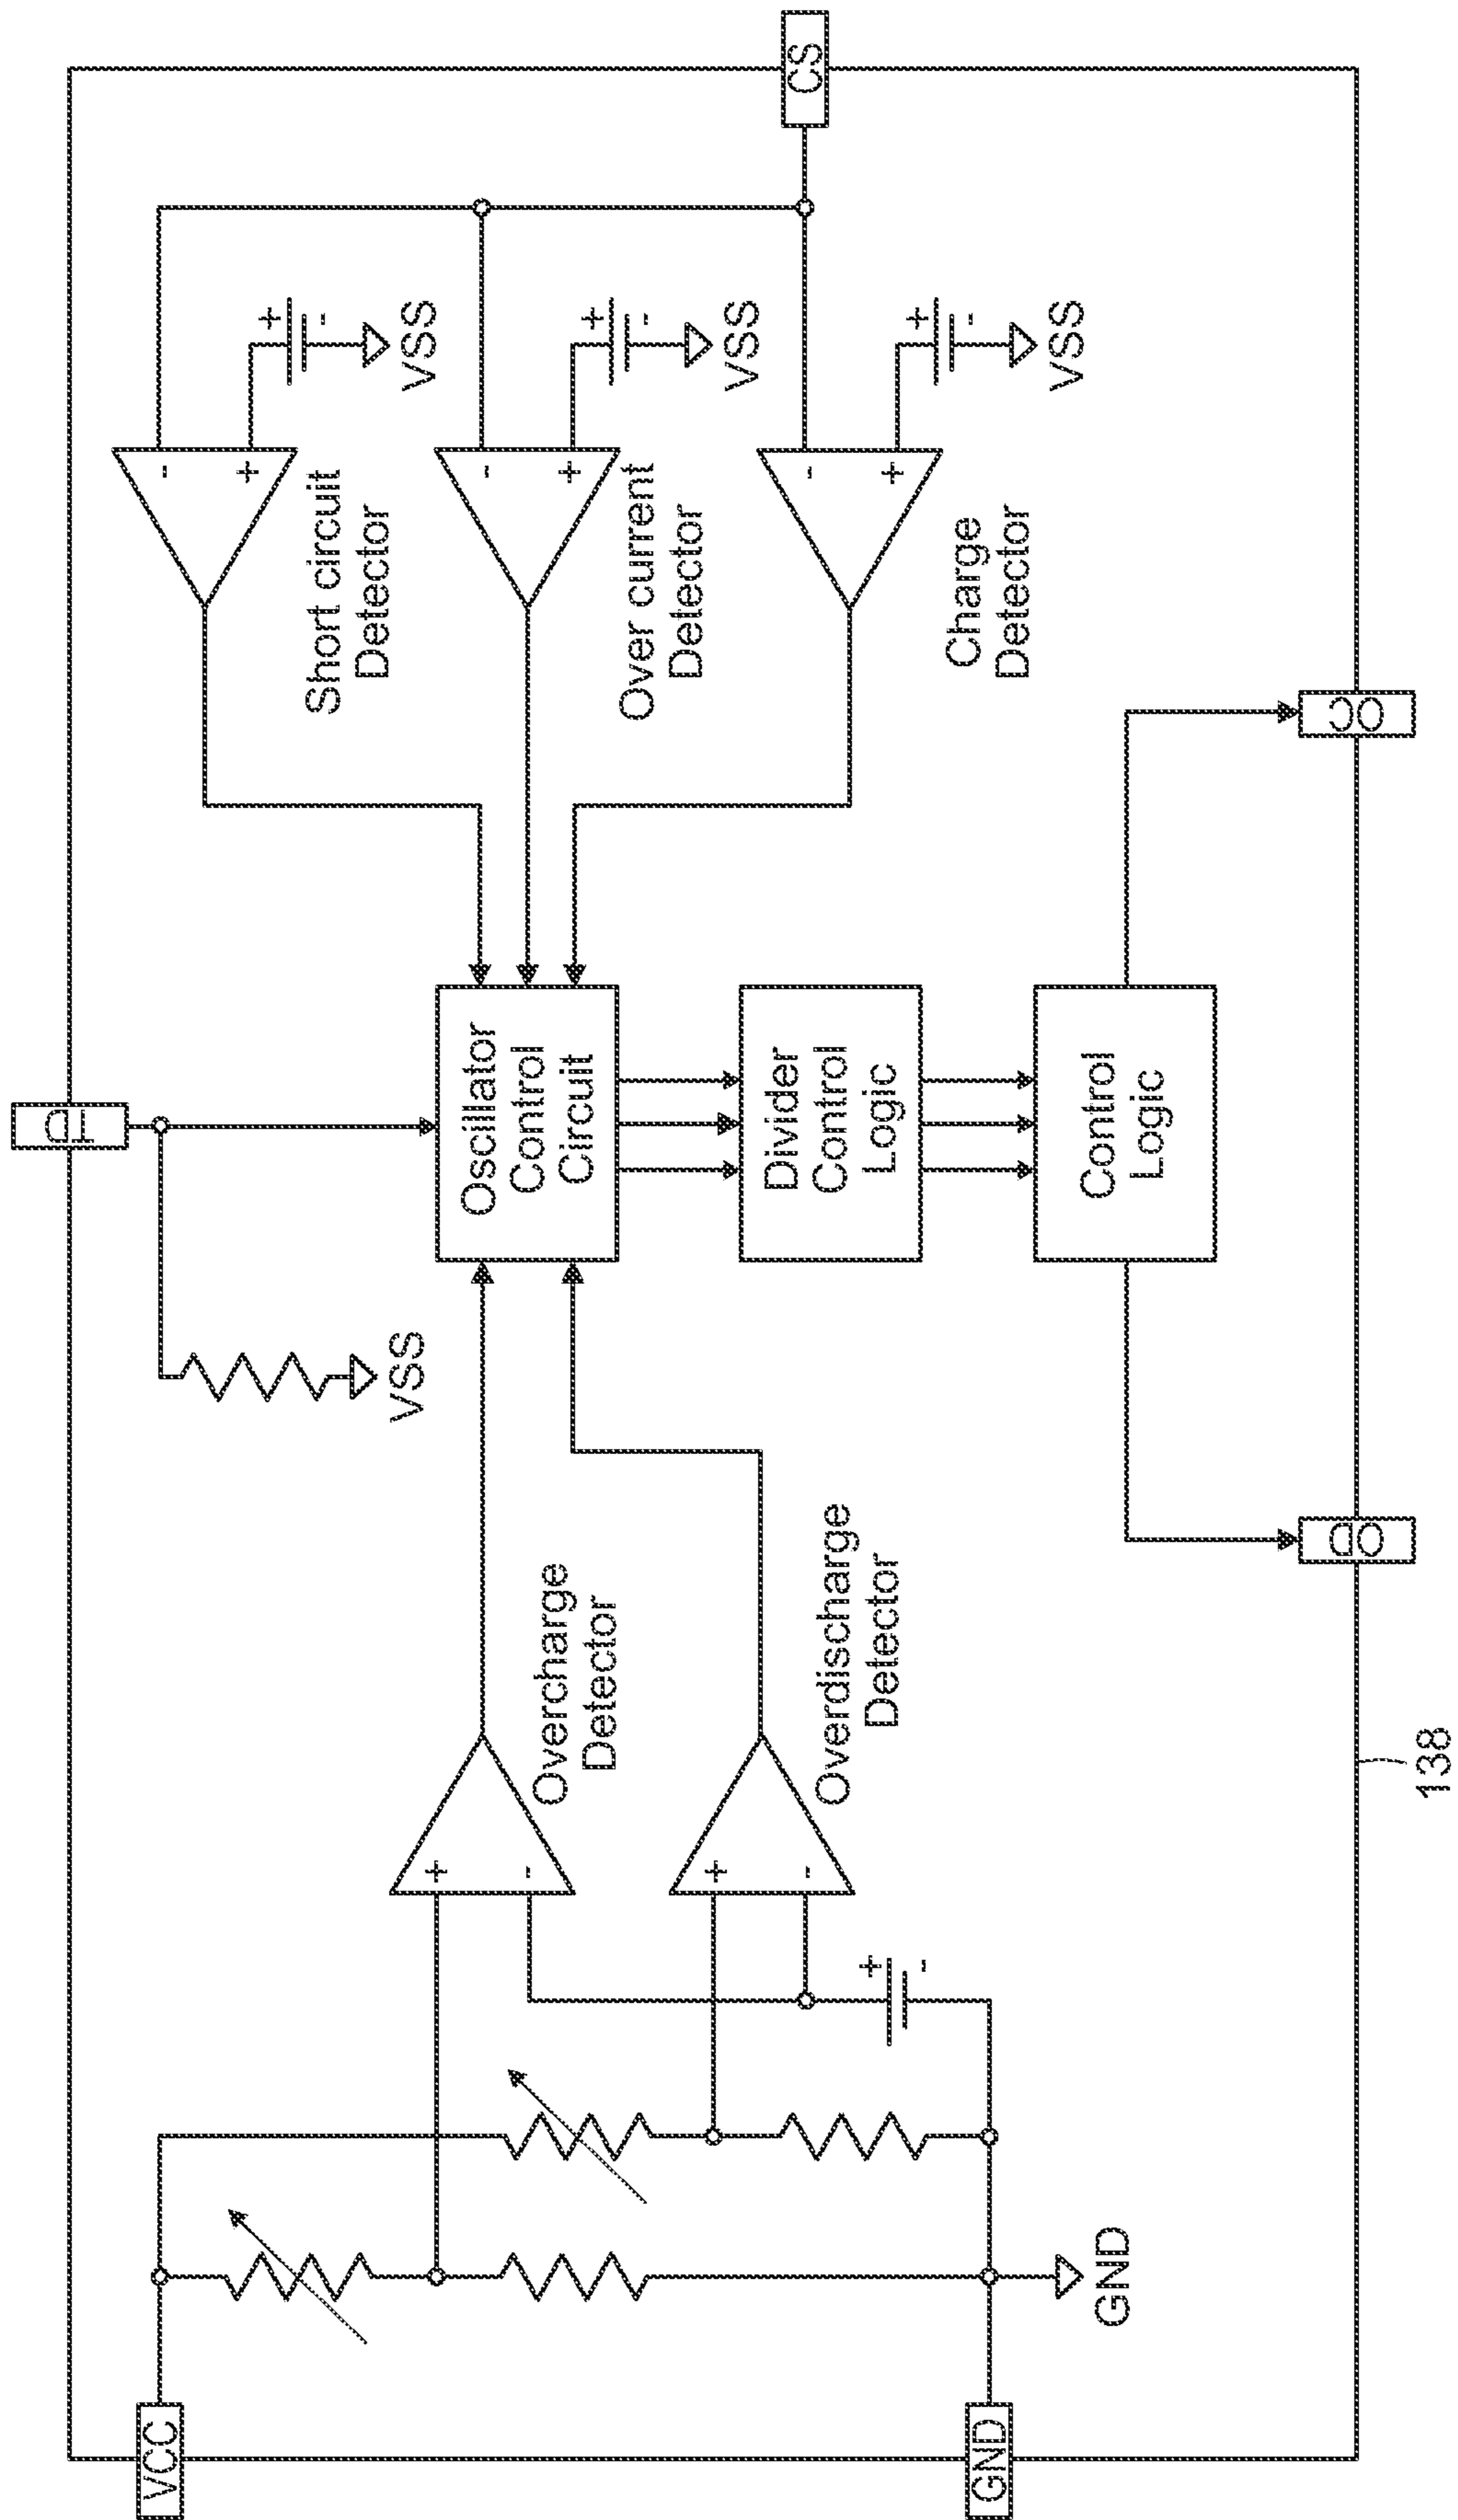 TD
VCC
VSS
Overcharge
Detector
+
-
Overdischarge
Detector
+
-
+
-
GND
GND
Oscillator
Control
Circuit
Divider
Control
Logic
Control
Logic
Short circuit
Detector
-
+
+
-
VSS
Over current
Detector
-
+
+
-
VSS
Charge
Detector
-
+
+
-
VSS
CS
OD
OC
138